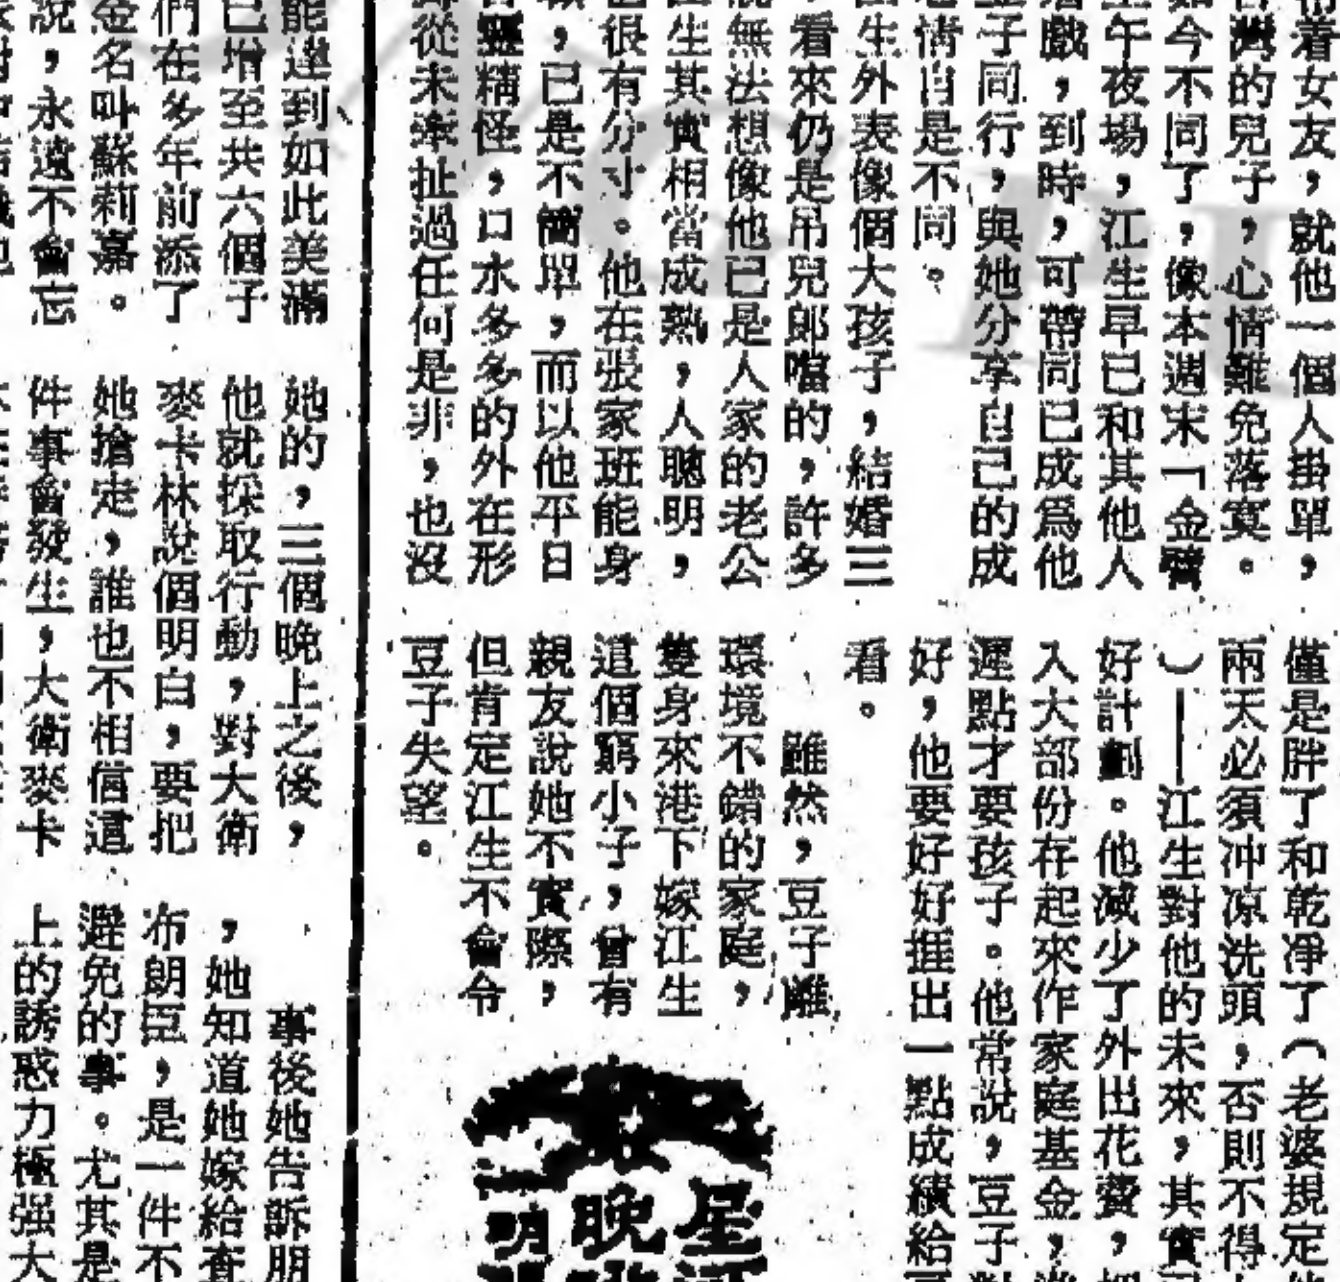 着女友，就他一個人掛單，
灣的兒子，心情難免落寞。
如今不同了，像本週末「金臂
午夜場，江生早已和其他人
戲，到時，可帶同已成爲他
子同行，與她分享自己的成
情自是不同。
生外表像個大孩子，結婚三
看來仍是吊兒郎噹的，許多
無法想像他已是人家的老公
生其實相當成熟，人聰明，
很有分寸。他在張家班能身
，已是不簡單，而以他平日
靈精怪，口水多多的外在形
從未牽扯過任何是非，也沒
僅是胖了和乾淨了（老婆規定
兩天必須冲凉洗頭，否則不得
）——江生對他的未來，其實
好計劃。他減少了外出花費，
入大部份存起來作家庭基金，
遲點才要孩子。他常說，豆子
好，他要好好捱出一點成績給
看。
雖然，豆子離
環境不錯的家庭，
隻身來港下嫁江生
這個窮小子，曾有
親友說她不實際，
但肯定江生不會令
豆子失望。
星
晚
明
能達到如此美滿
已增至共六個子
們在多年前添了
金名叫蘇莉嘉。
說，永遠不會忘
她的，三個晚上之後，
他就採取行動，對大衛
麥卡林說個明白，要把
她搶走，誰也不相信這
件事會發生，大衛麥卡
事後她告訴朋
，她知道她嫁給查
布朗臣，是一件不
避免的事。尤其是
上的誘惑力極强大